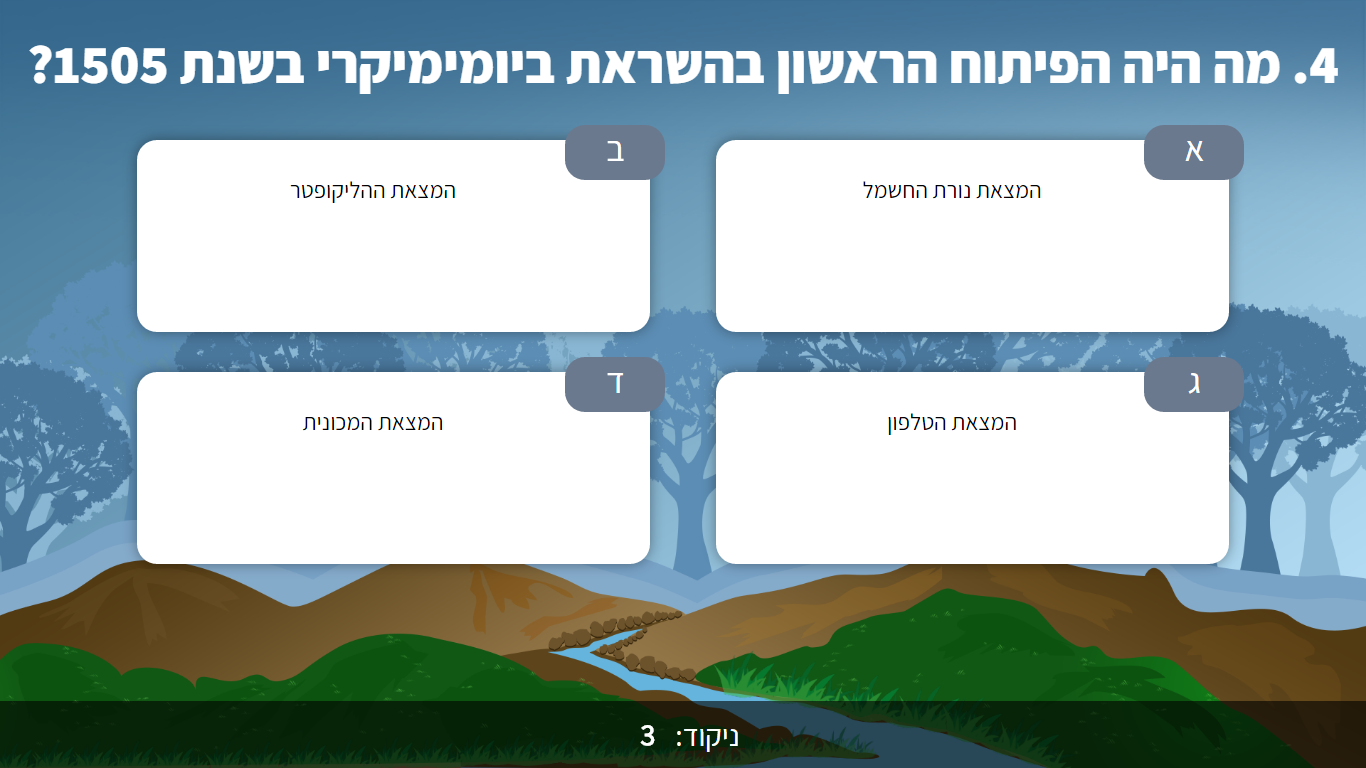 4. מה היה הפיתוח הראשון בהשראת ביומימיקרי בשנת 1505?
א
המצאת נורת החשמל
ב
המצאת ההליקופטר
ג
המצאת הטלפון
ד
המצאת המכונית
ניקוד: 3